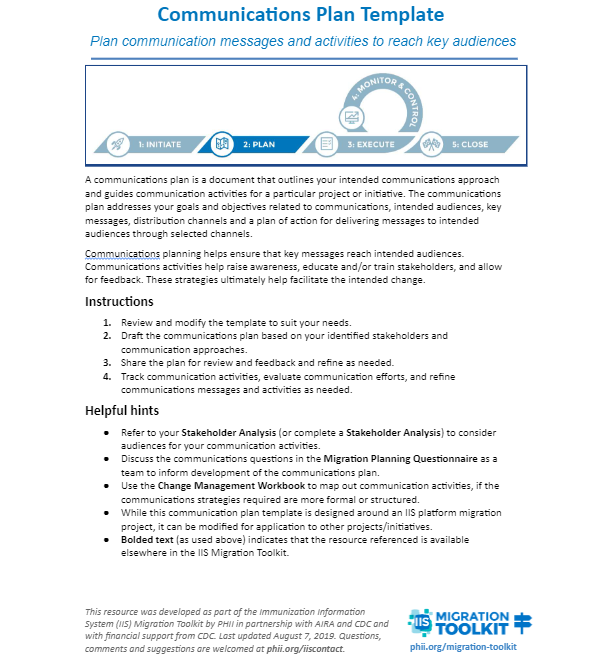 Communications Plan Template
Plan communication messages and activities to reach key audiences
4: MONITOR & CONTROL
1: INITIATE
2: PLAN
3: EXECUTE
5: CLOSE
A communications plan is a document that outlines your intended communications approach
and guides communication activities for a particular project or initiative. The communications
plan addresses your goals and objectives related to communications, intended audiences, key
messages, distribution channels and a plan of action for delivering messages to intended
audiences through selected channels.
Communications planning helps ensure that key messages reach intended audiences.
Communications activities help raise awareness, educate and/or train stakeholders, and allow
for feedback. These strategies ultimately help facilitate the intended change.
Instructions
1. Review and modify the template to suit your needs.
2. Draft the communications plan based on your identified stakeholders and
communication approaches.
3. Share the plan for review and feedback and refine as needed.
4. Track communication activities, evaluate communication efforts, and refine
communications messages and activities as needed.
Helpful hints
• Refer to your Stakeholder Analysis (or complete a Stakeholder Analysis) to consider
audiences for your communication activities.
• Discuss the communications questions in the Migration Planning Questionnaire as a
team to inform development of the communications plan.
• Use the Change Management Workbook to map out communication activities, if the
communications strategies required are more formal or structured.
• While this communication plan template is designed around an IIS platform migration
project, it can be modified for application to other projects/initiatives.
• Bolded text (as used above) indicates that the resource referenced is available
elsewhere in the IIS Migration Toolkit.
This resource was developed as part of the Immunization Information
System (IIS) Migration Toolkit by PHII in partnership with AIRA and CDC and
with financial support from CDC. Last updated August 7, 2019. Questions,
comments and suggestions are welcomed at phii.org/iiscontact.
IIS MIGRATION
TOOLKIT
phii.org/migration-toolkit